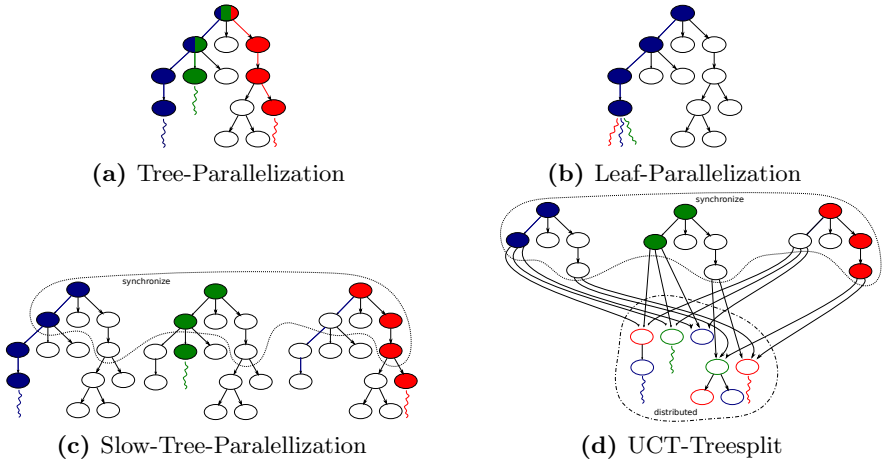 (a) Tree-Parallelization
(b) Leaf-Parallelization
synchronize
synchronize
distributed
(c) Slow-Tree-Paralellization
(d) UCT-Treesplit